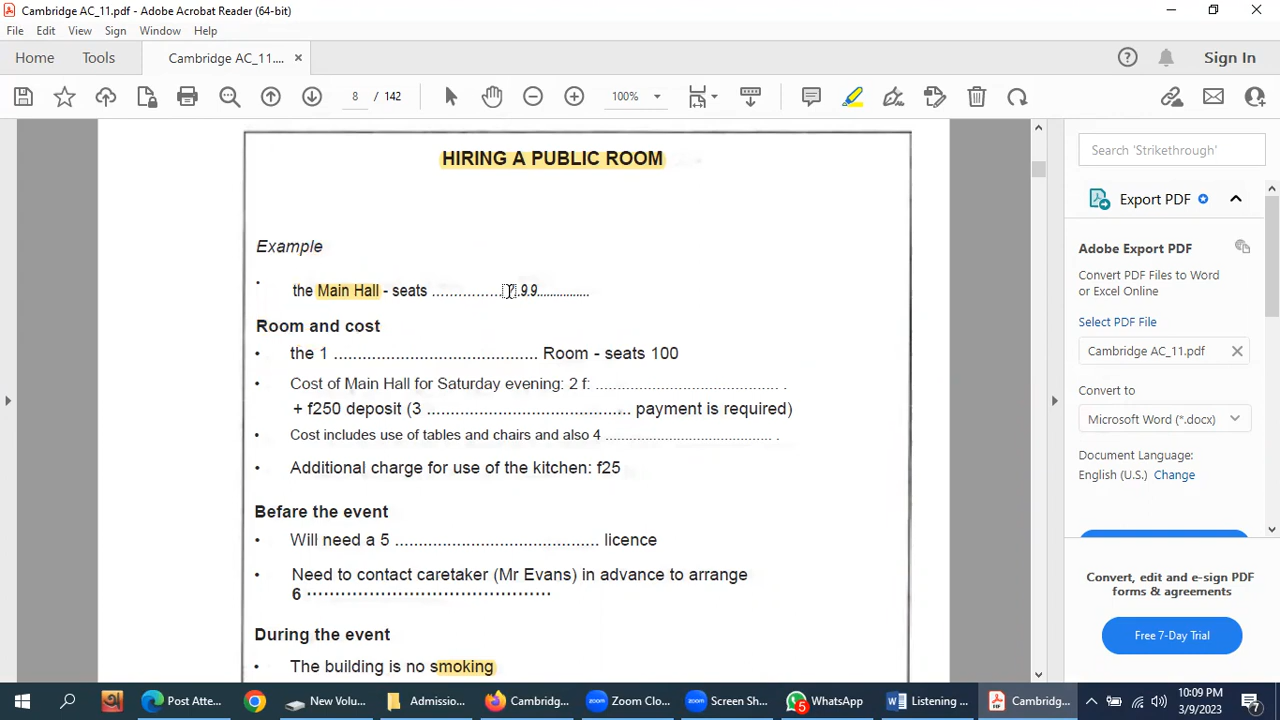 Cambridge AC_11.pdf - Adobe Acrobat Reader (64-bit)
File Edit View Sign Window Help
Home Tools Cambridge AC_11....
Sign In
8 / 142
100%
HIRING A PUBLIC ROOM
Example
the Main Hall - seats
Room and cost
the 1 ........................................... Room - seats 100
Cost of Main Hall for Saturday evening: 2 f: ....................................... .
+ f250 deposit (3 ........................................... payment is required)
Cost includes use of tables and chairs and also 4 ......................................... .
Additional charge for use of the kitchen: f25
Befare the event
Will need a 5 ........................................... licence
Need to contact caretaker (Mr Evans) in advance to arrange
6 ...........................................
During the event
The building is no smoking
Search 'Strikethrough'
Export PDF
Adobe Export PDF
Convert PDF Files to Word
or Excel Online
Select PDF File
Cambridge AC_11.pdf
Convert to
Microsoft Word (*.docx)
Document Language:
English (U.S.) Change
Convert, edit and e-sign PDF
forms & agreements
Free 7-Day Trial
Post Atte... New Volu... Admissio... Cambridg... Zoom Clo... Screen Sh... 5 WhatsApp Listening ... Cambridg...
10:09 PM
3/9/2023
7